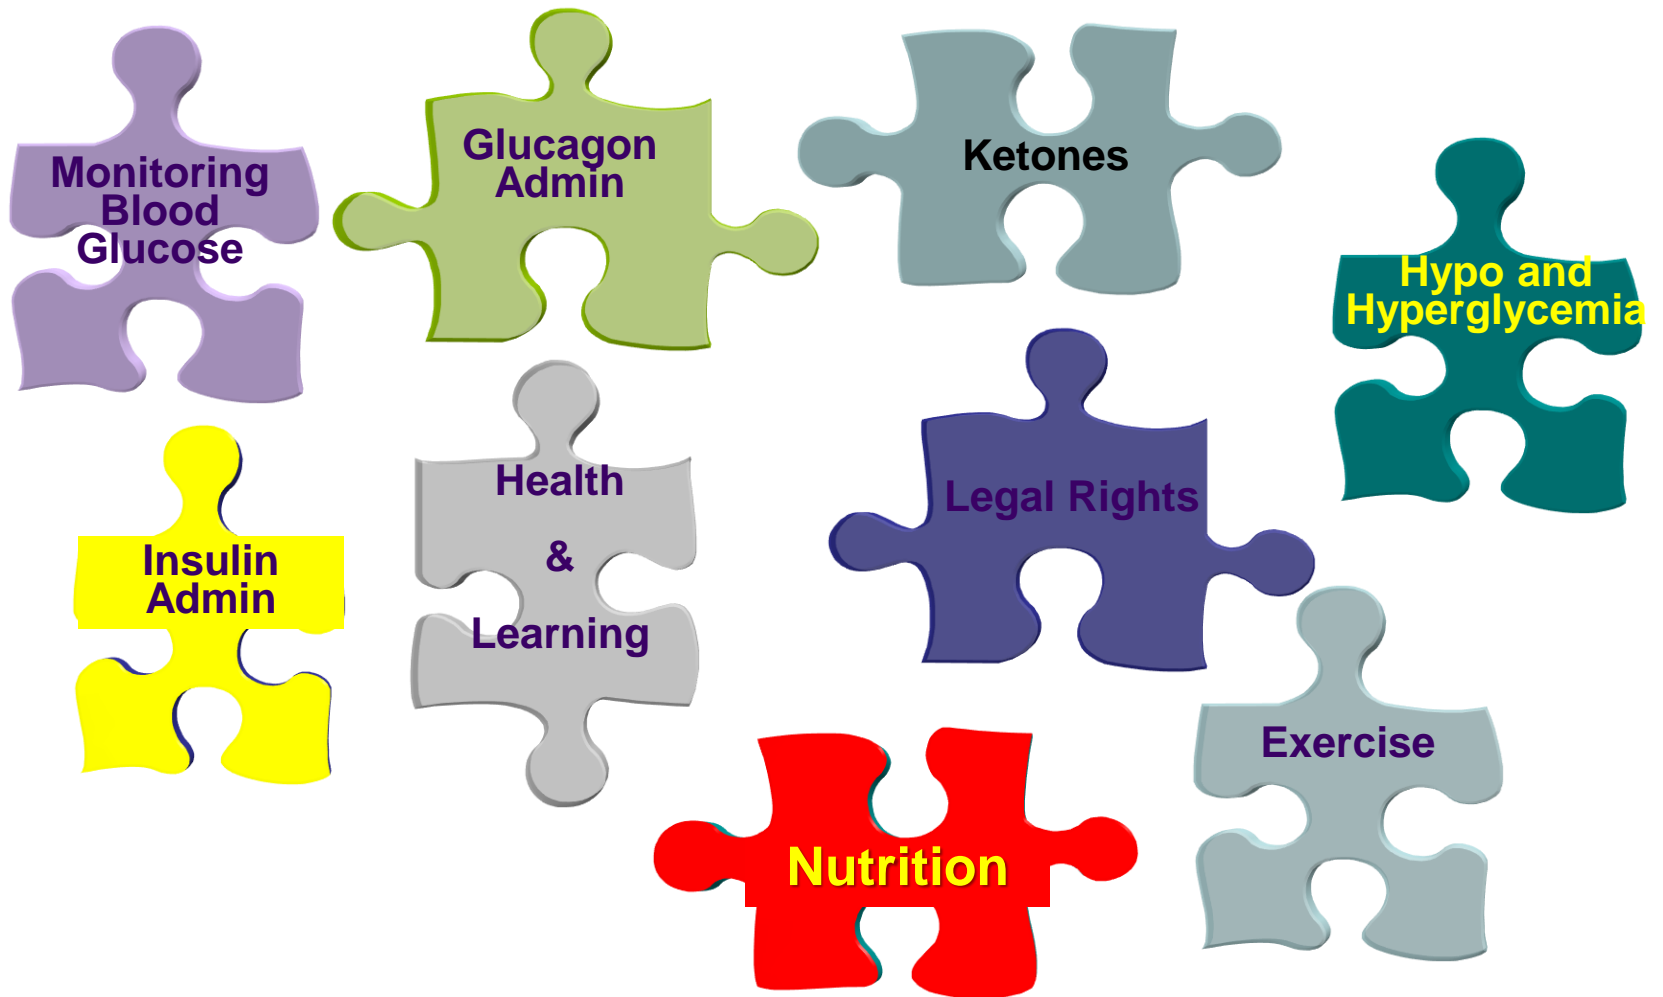 Monitoring
Blood
Glucose
Glucagon
Admin
Ketones
Hypo and
Hyperglycemia
Insulin
Admin
Health
&
Learning
Legal Rights
Exercise
Nutrition